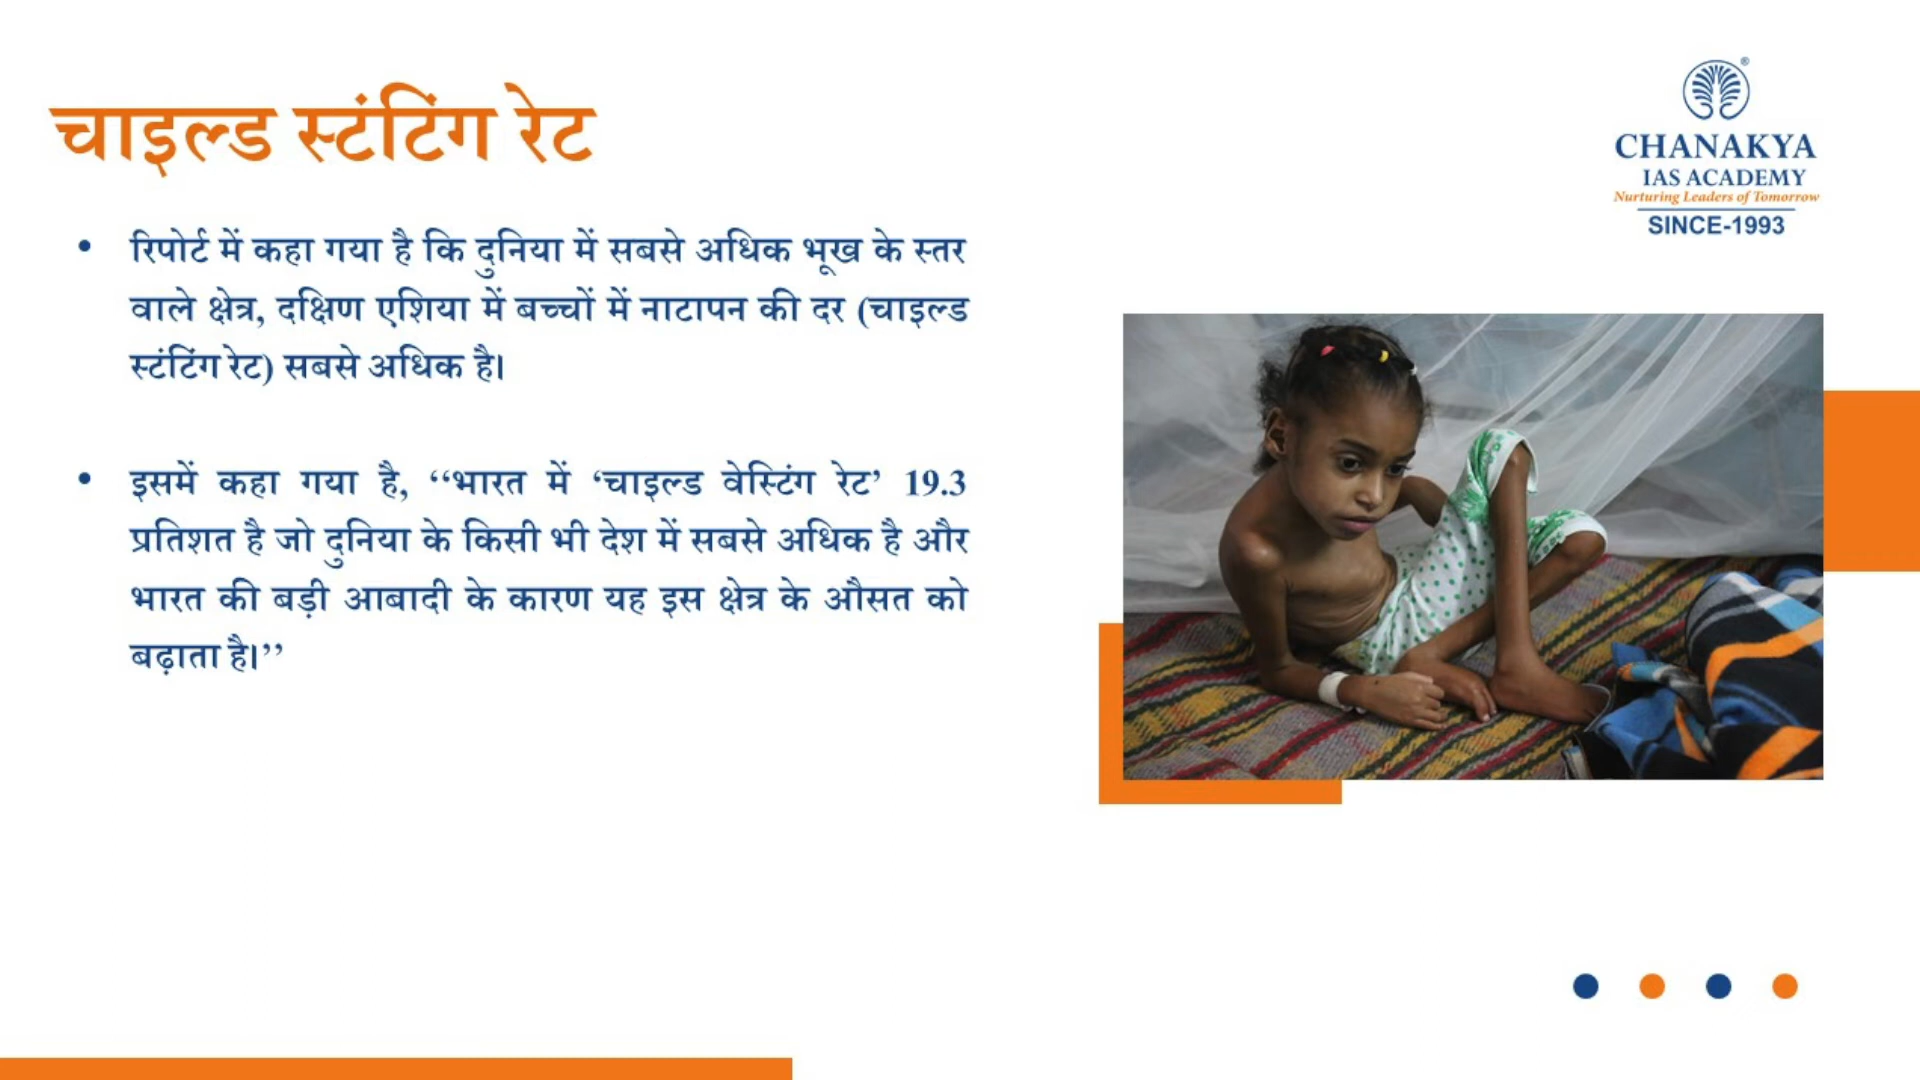 चाइल्ड स्टंटिंग रेट
®
CHANAKYA
IAS ACADEMY
Nurturing Leaders of Tomorrow
SINCE-1993
• रिपोर्ट में कहा गया है कि दुनिया में सबसे अधिक भूख के स्तर
वाले क्षेत्र, दक्षिण एशिया में बच्चों में नाटापन की दर (चाइल्ड
स्टंटिंग रेट) सबसे अधिक है।
• इसमें कहा गया है, ‘‘भारत में ‘चाइल्ड वेस्टिंग रेट’ 19.3
प्रतिशत है जो दुनिया के किसी भी देश में सबसे अधिक है और
भारत की बड़ी आबादी के कारण यह इस क्षेत्र के औसत को
बढ़ाता है।’’